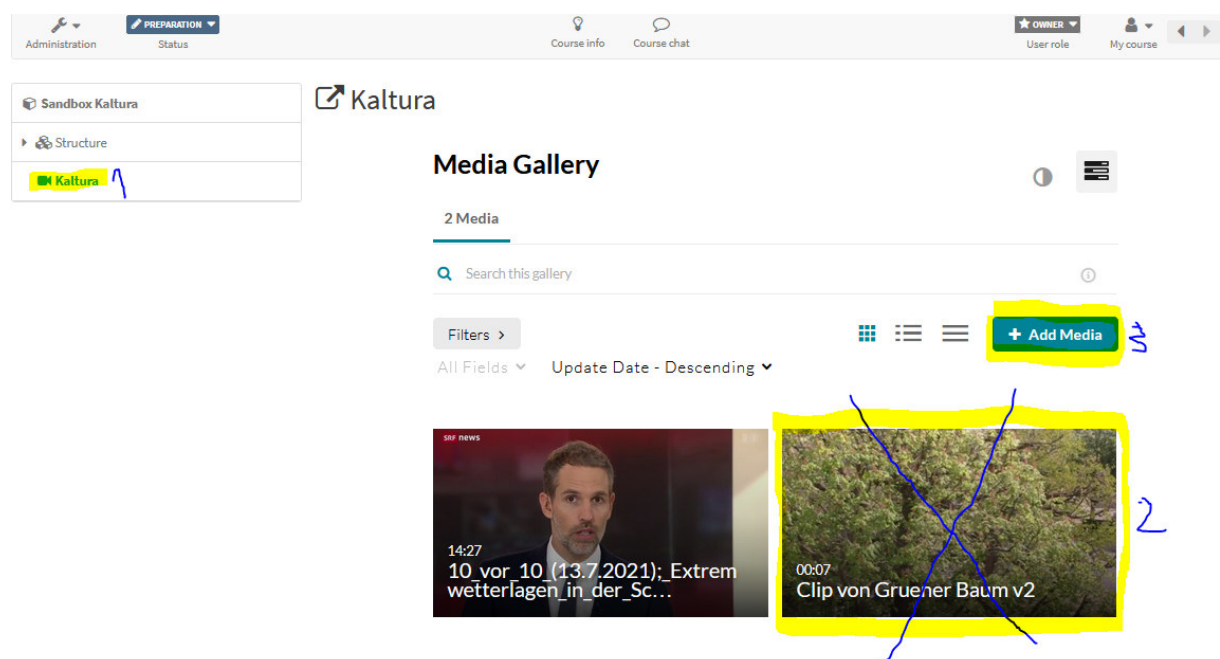 PREPARATION
OWNER
Administration
Status
Course info
Course chat
User role
My course
Sandbox Kaltura
Kaltura
Structure
Kaltura 1
Media Gallery
2 Media
Search this gallery
Filters >
+ Add Media 3
All Fields
Update Date - Descending
SRF news
14:27
10_vor_10_(13.7.2021);_Extrem
wetterlagen_in_der_Sc...
00:07
Clip von Gruener Baum v2
2